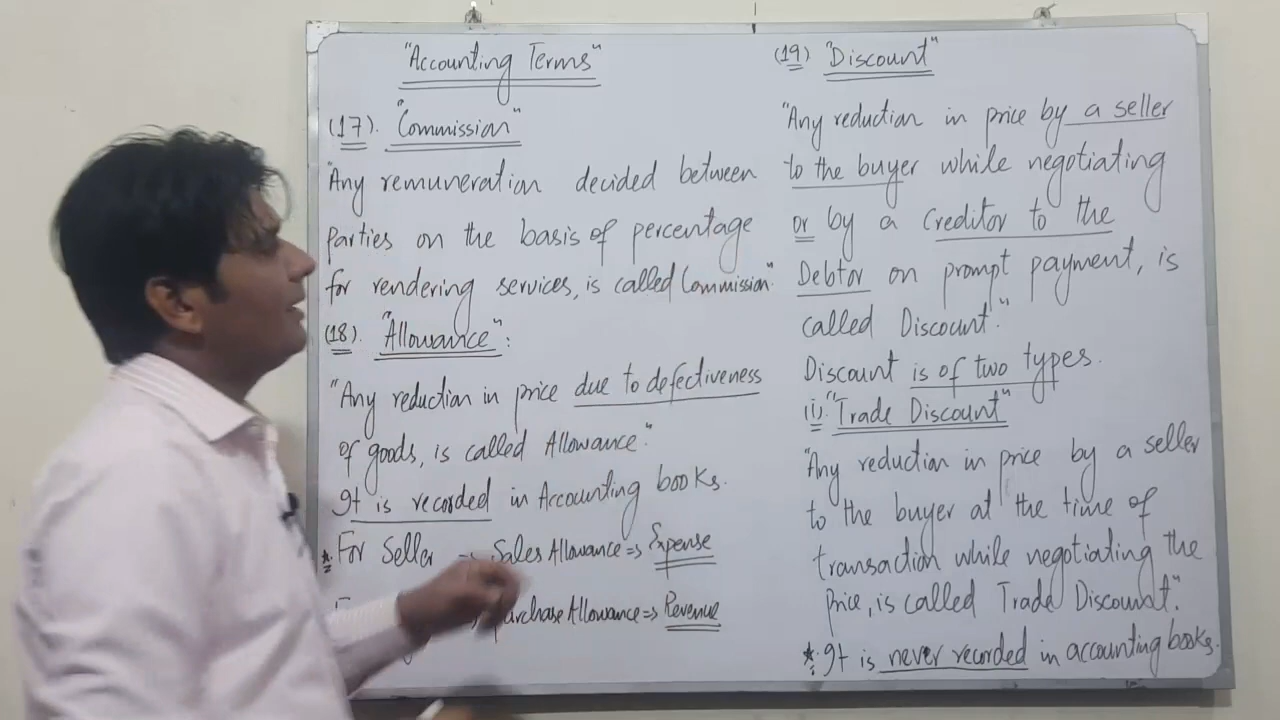 "Accounting Terms"
(17). "Commission"
"Any remuneration decided between
parties on the basis of percentage
for rendering services, is called Commission"
(18). "Allowance":
"Any reduction in price due to defectiveness
of goods, is called Allowance".
It is recorded in Accounting books.
*. For Seller => Sales Allowance => Expense
Purchase Allowance => Revenue
(19) "Discount"
"Any reduction in price by a seller
to the buyer while negotiating
or by a Creditor to the
Debtor on prompt payment, is
called Discount".
Discount is of two types.
(i). "Trade Discount"
"Any reduction in price by a seller
to the buyer at the time of
transaction while negotiating the
price, is called Trade Discount".
*. It is never recorded in accounting books.